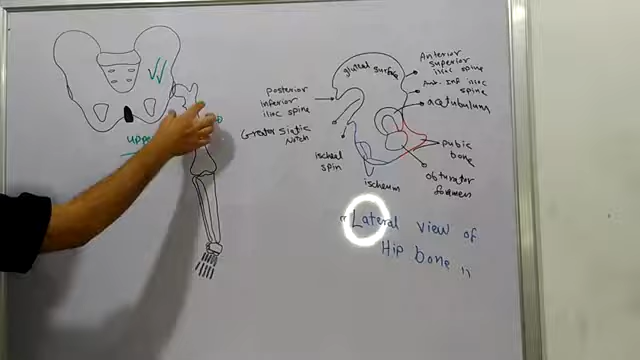 upper
gluteal surface
Anterior
superior iliac spine
Ant. Inf iliac
spine
acetabulum
pubic
bone
obturator
foramen
ischeum
ischeal
spin
Greater Siatic
notch
Posterior
inferior
iliac spine
"Lateral view of
Hip bone "